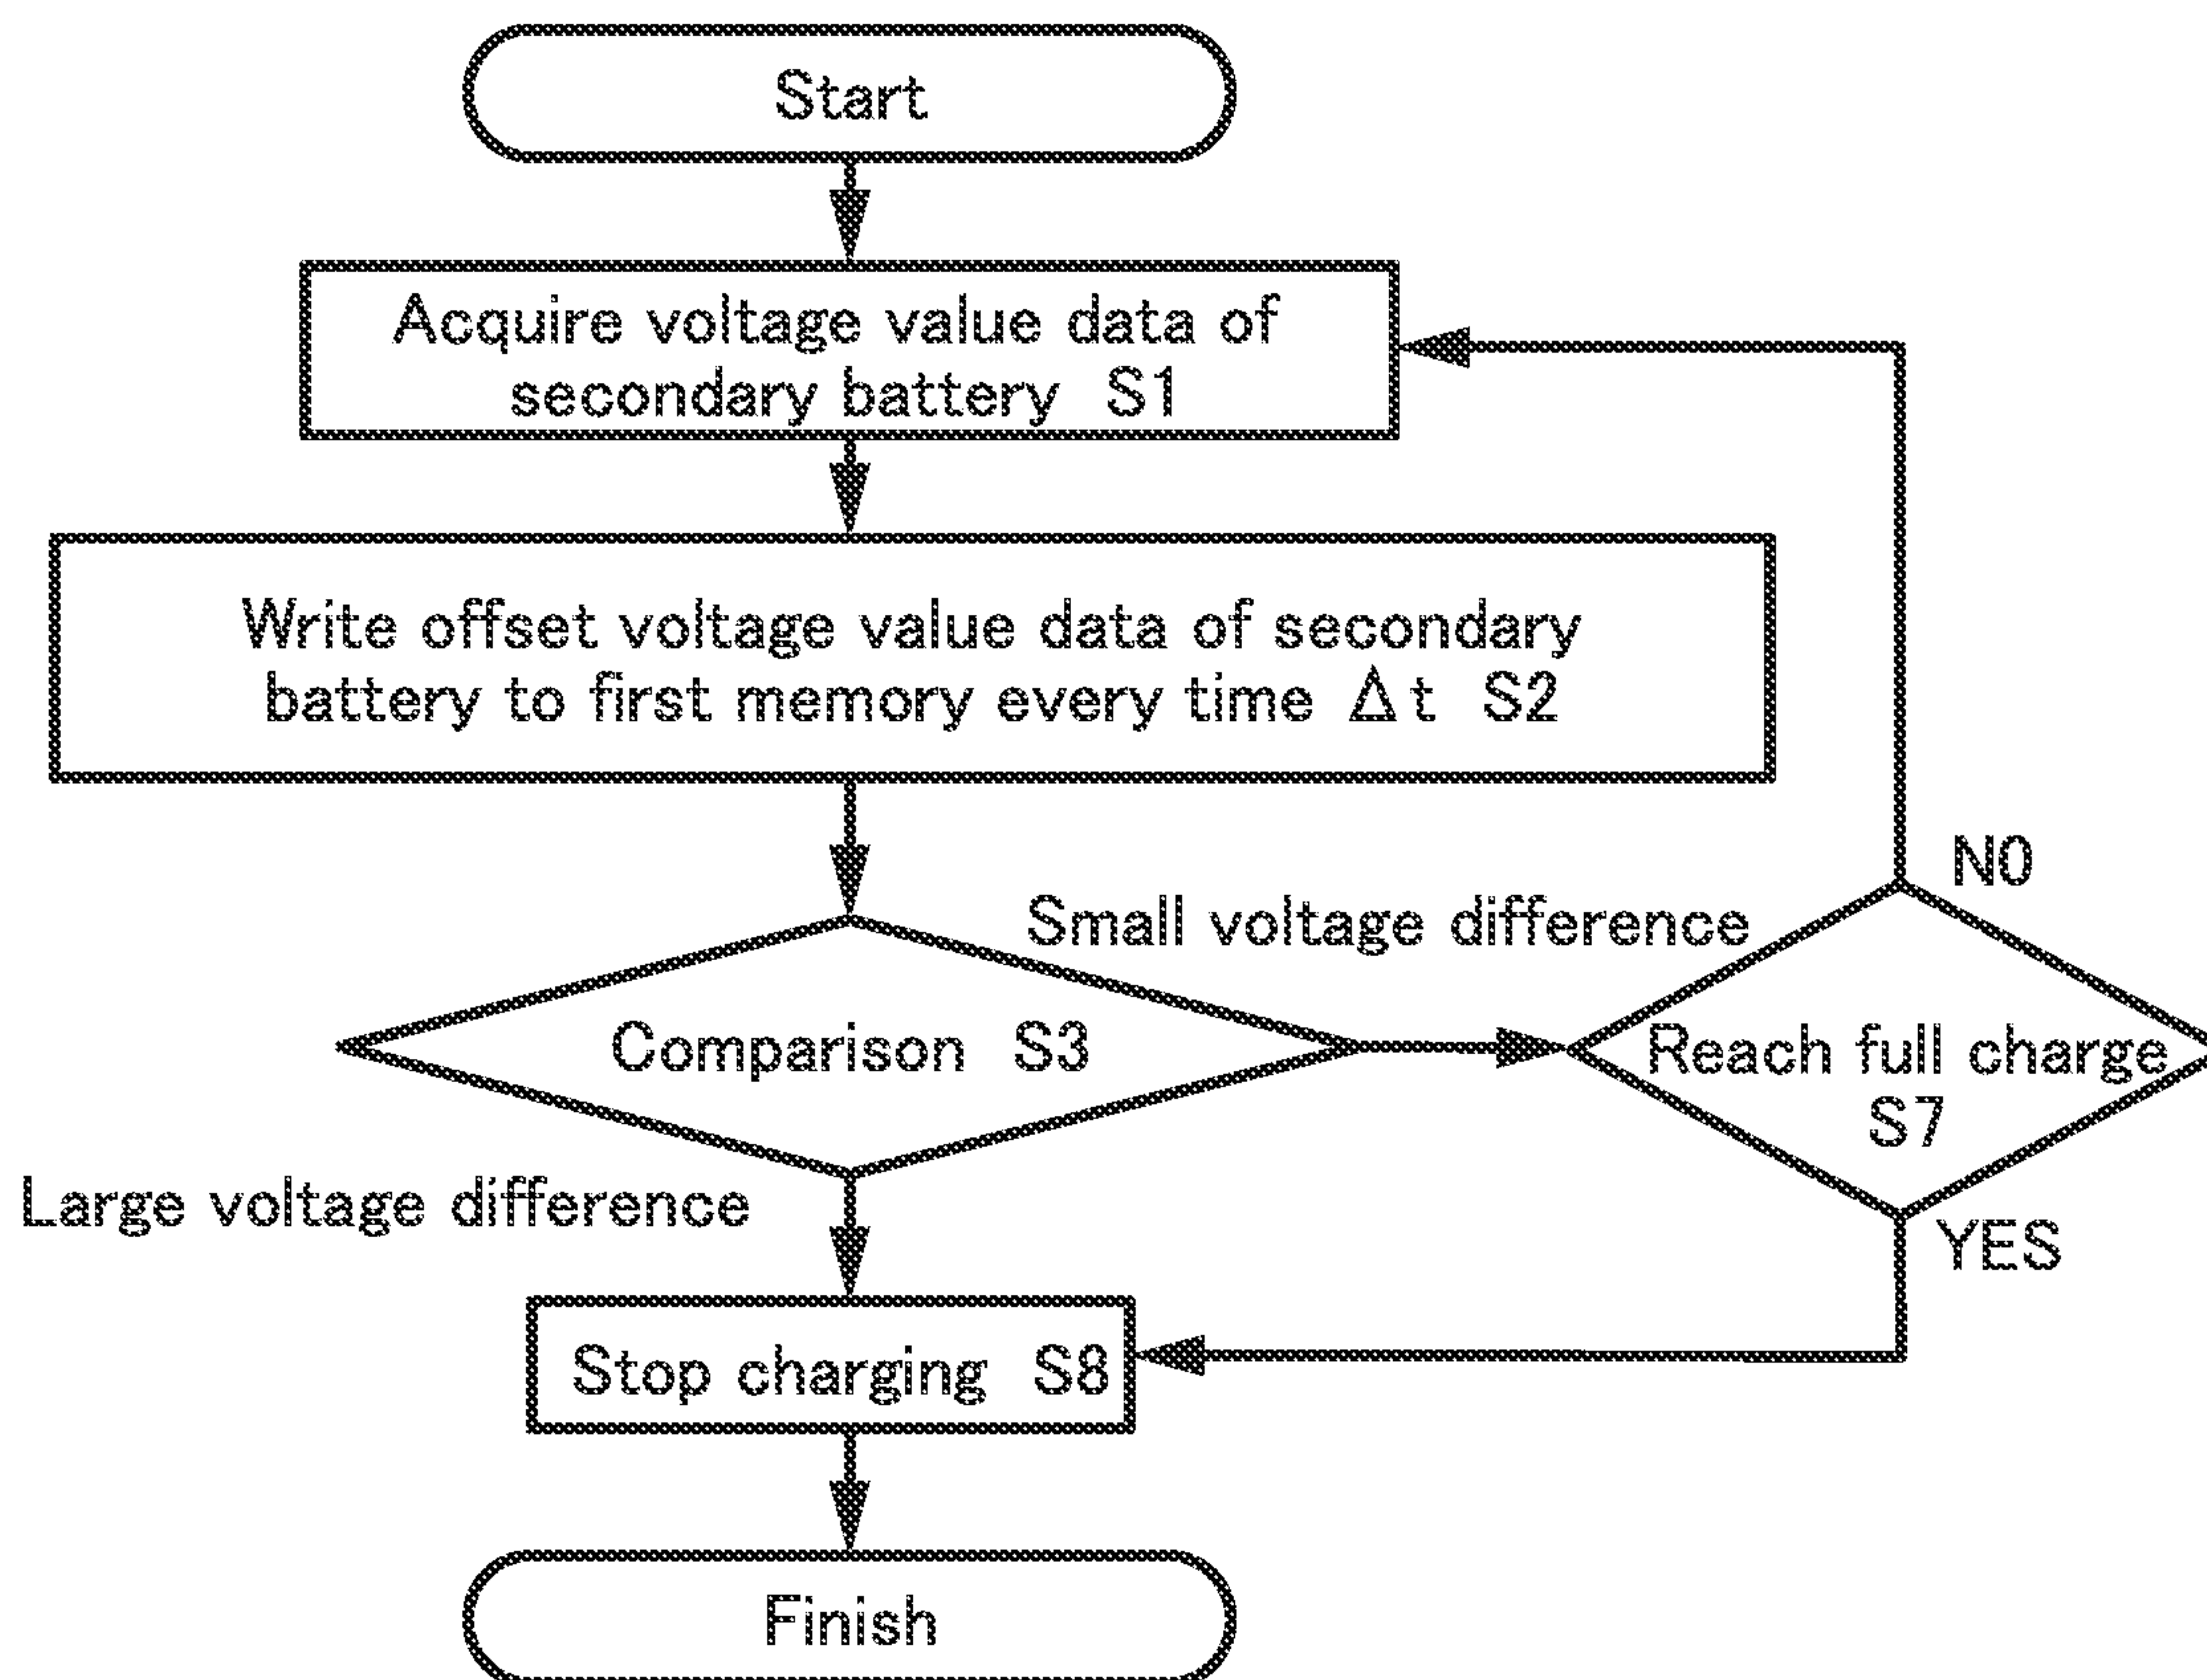 Start
Acquire voltage value data of
secondary battery S1
Write offset voltage value data of secondary
battery to first memory every time Δt S2
NO
Small voltage difference
Comparison S3
Reach full charge
S7
Large voltage difference
YES
Stop charging S8
Finish